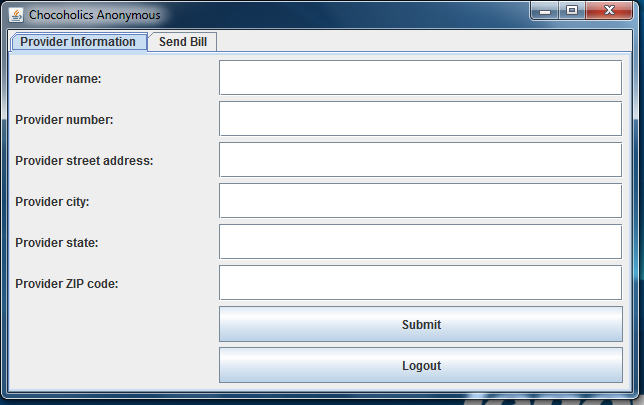 Chocoholics Anonymous
Provider Information
Send Bill
Provider name:
Provider number:
Provider street address:
Provider city:
Provider state:
Provider ZIP code:
Submit
Logout